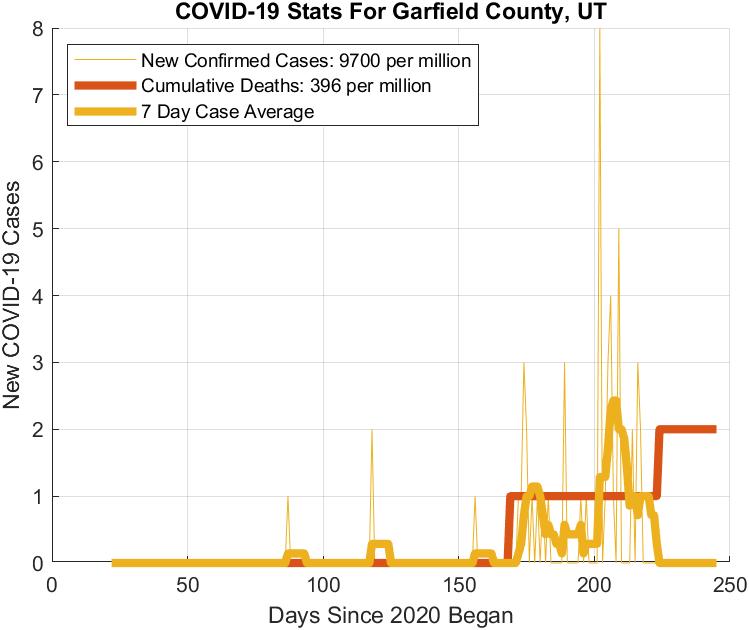 COVID-19 Stats For Garfield County, UT
New Confirmed Cases: 9700 per million
Cumulative Deaths: 396 per million
7 Day Case Average
New COVID-19 Cases
8
7
6
5
4
3
2
1
0
0 50 100 150 200 250
Days Since 2020 Began